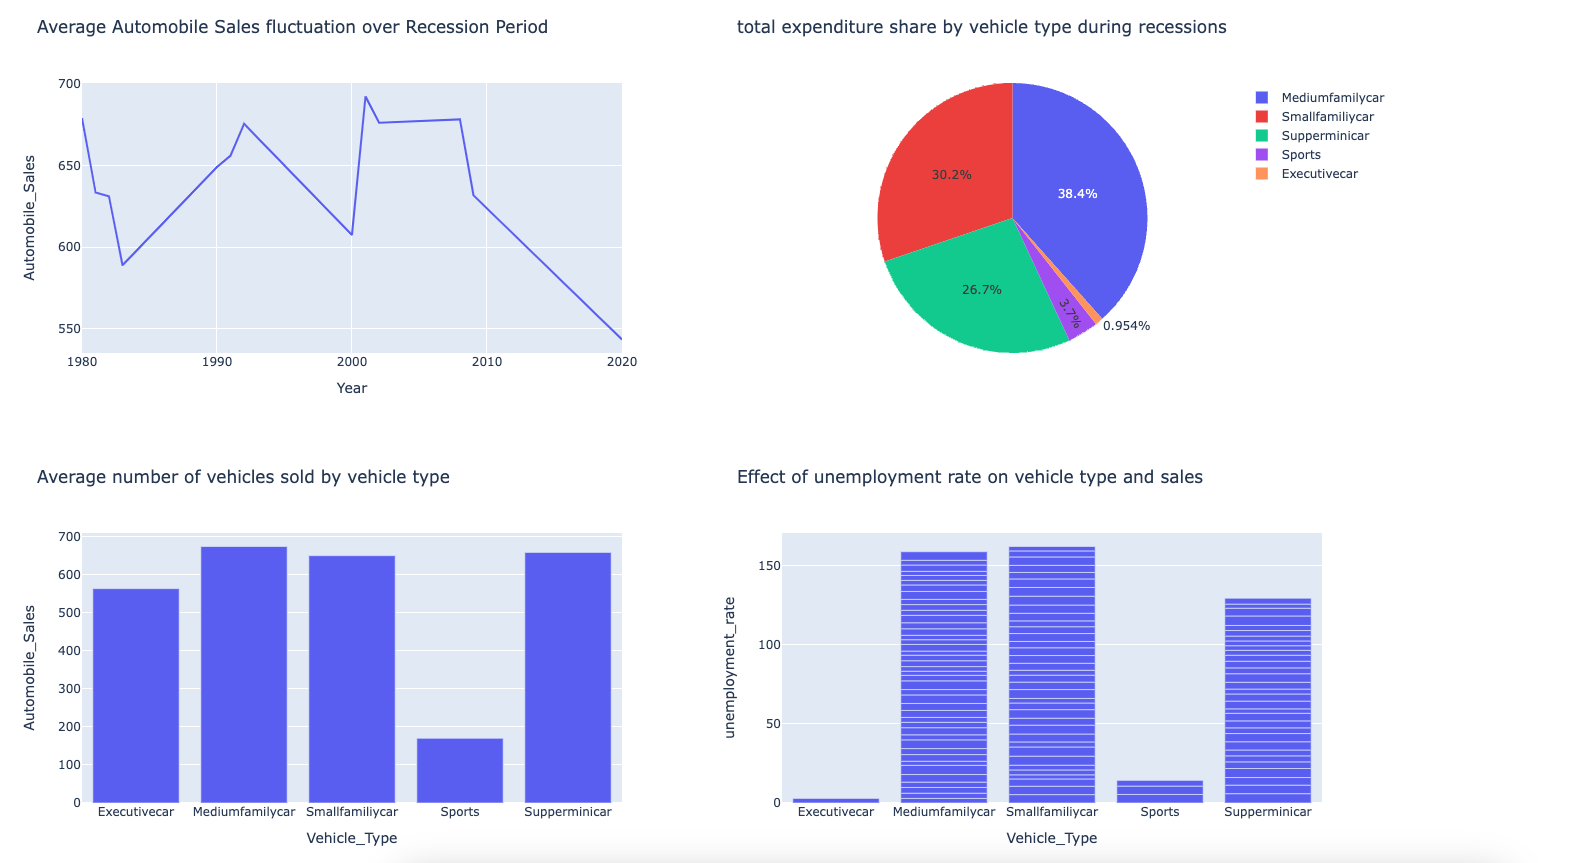 Average Automobile Sales fluctuation over Recession Period
700
650
600
550
Automobile_Sales
1980 1990 2000 2010 2020
Year
total expenditure share by vehicle type during recessions
38.4%
30.2%
26.7%
3.7%
0.954%
Mediumfamilycar
Smallfamiliycar
Supperminicar
Sports
Executivecar
Average number of vehicles sold by vehicle type
700
600
500
400
300
200
100
0
Automobile_Sales
Executivecar Mediumfamilycar Smallfamiliycar Sports Supperminicar
Vehicle_Type
Effect of unemployment rate on vehicle type and sales
150
100
50
0
unemployment_rate
Executivecar Mediumfamilycar Smallfamiliycar Sports Supperminicar
Vehicle_Type